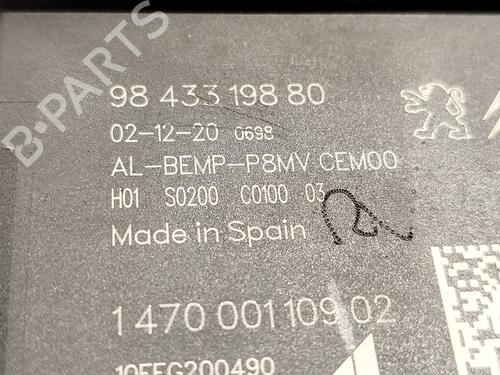 B-PARTS
98 433 198 80
02-12-20 0698
AL-BEMP-P8MV CEM00
H01 S0200 C0100 03
Made in Spain
1 470 001 109 02
10EEG200490